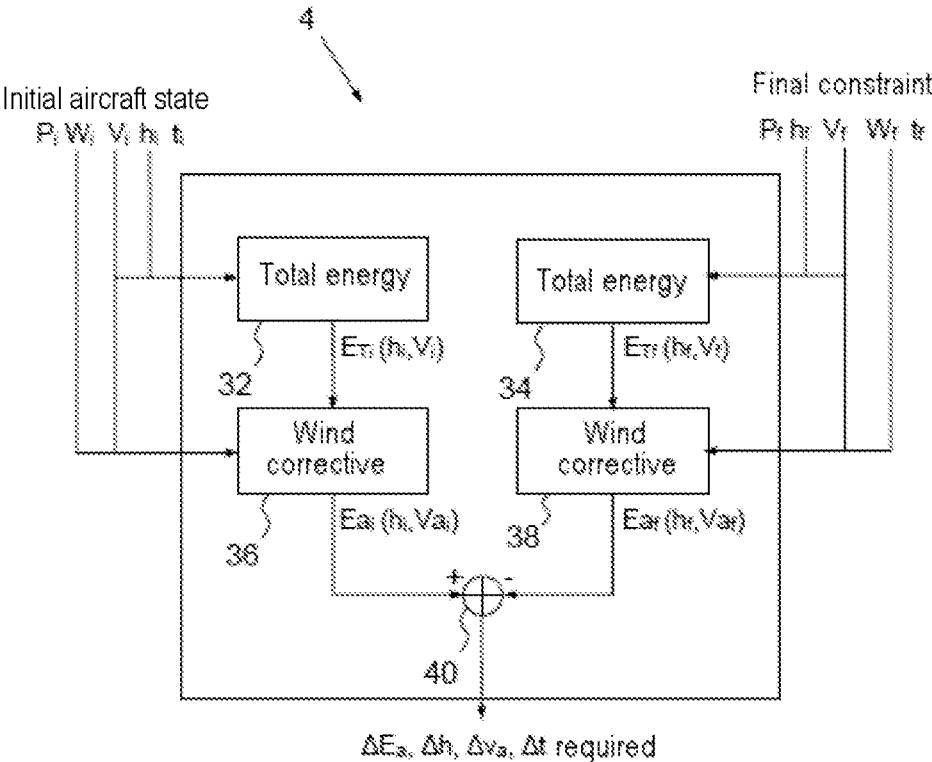 4
Initial aircraft state
Final constraint
Pi Wi Vi hi ti
Pf hf Vf Wf tf
Total energy
Total energy
32
ETi (hi,Vi)
34
ETf (hf,Vf)
Wind
corrective
Wind
corrective
36
Eai (hi,Vai)
38
Eaf (hf,Vaf)
+
-
40
ΔEa, Δh, Δva, Δt required